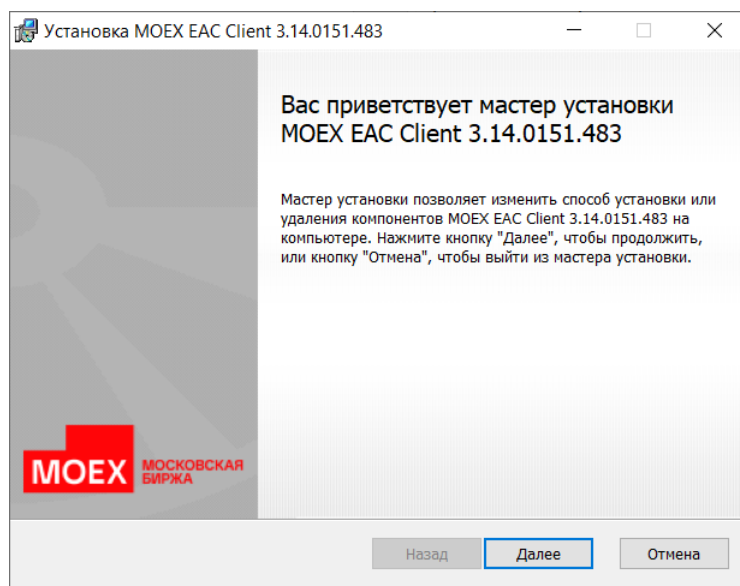 Установка MOEX EAC Client 3.14.0151.483
Вас приветствует мастер установки
MOEX EAC Client 3.14.0151.483
Мастер установки позволяет изменить способ установки или
удаления компонентов MOEX EAC Client 3.14.0151.483 на
компьютере. Нажмите кнопку "Далее", чтобы продолжить,
или кнопку "Отмена", чтобы выйти из мастера установки.
MOEX
МОСКОВСКАЯ
БИРЖА
Назад
Далее
Отмена